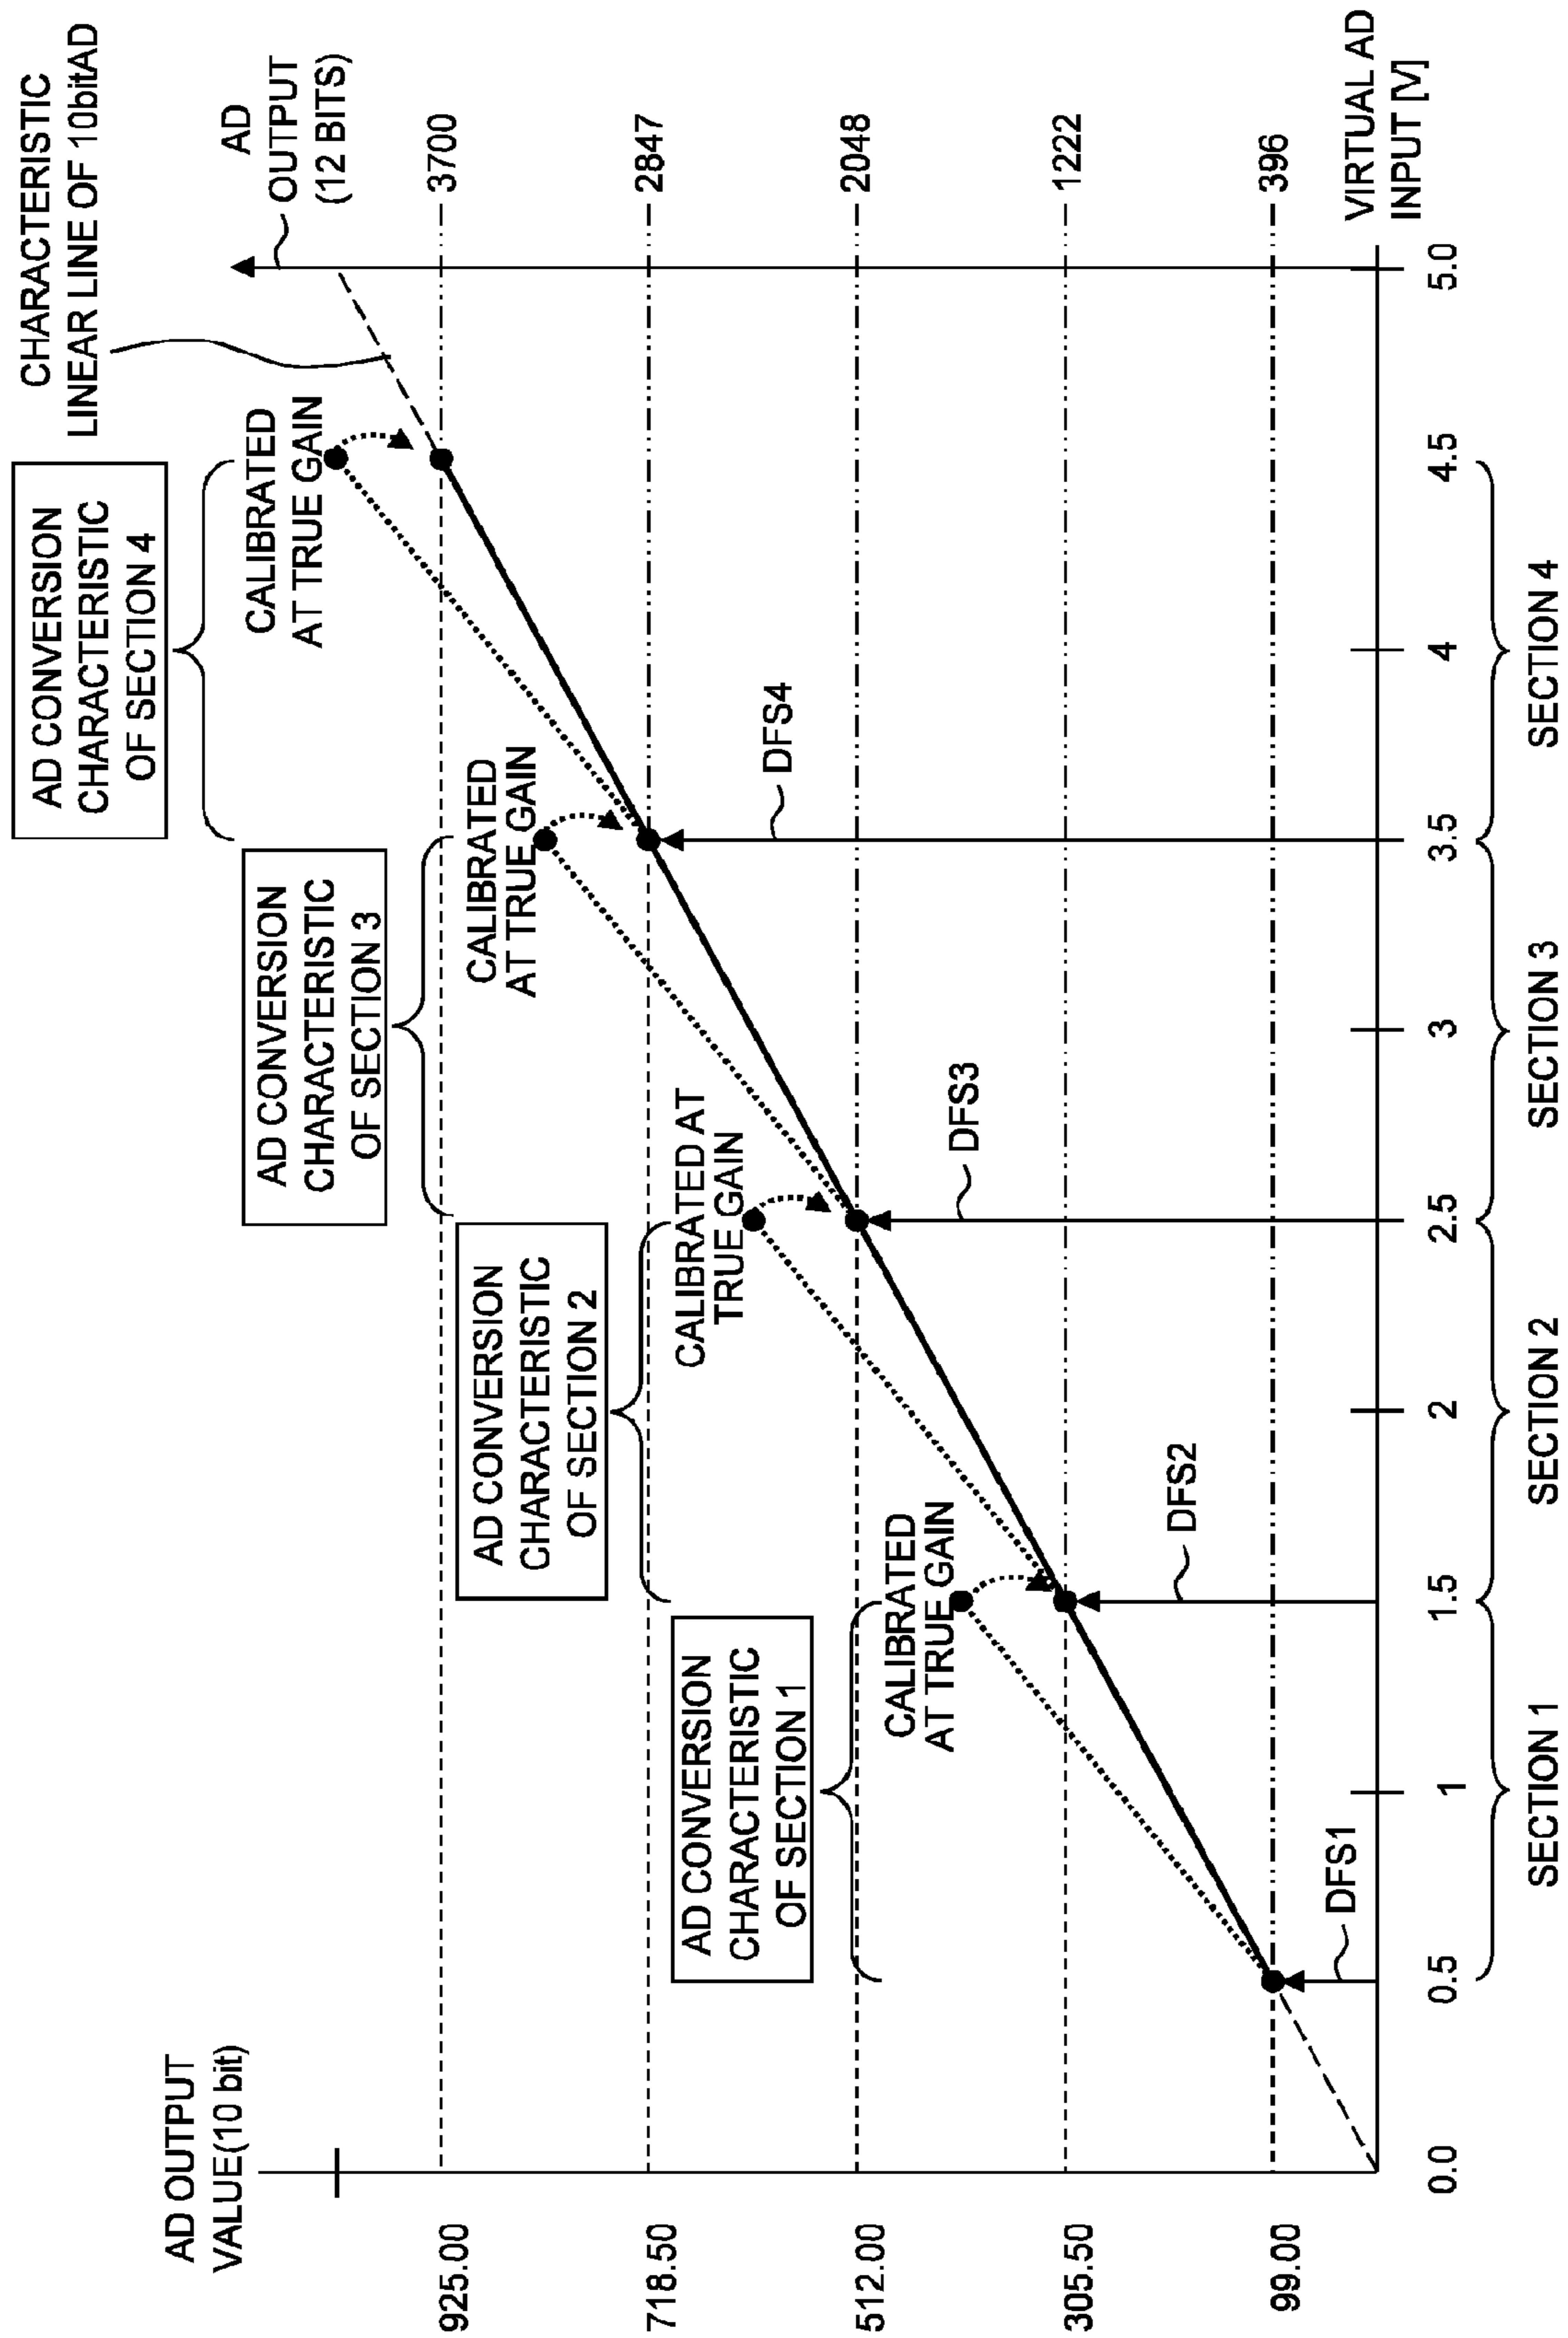 AD OUTPUT
VALUE(10 bit)
925.00
718.50
512.00
305.50
99.00
CHARACTERISTIC
LINEAR LINE OF 10bitAD
AD
OUTPUT
(12 BITS)
3700
2847
2048
1222
396
VIRTUAL AD
INPUT [V]
AD CONVERSION
CHARACTERISTIC
OF SECTION 4
CALIBRATED
AT TRUE GAIN
AD CONVERSION
CHARACTERISTIC
OF SECTION 3
CALIBRATED
AT TRUE GAIN
AD CONVERSION
CHARACTERISTIC
OF SECTION 2
CALIBRATED AT
TRUE GAIN
AD CONVERSION
CHARACTERISTIC
OF SECTION 1
CALIBRATED
AT TRUE GAIN
DFS1
DFS2
DFS3
DFS4
0.0
0.5
1
1.5
2
2.5
3
3.5
4
4.5
5.0
SECTION 1
SECTION 2
SECTION 3
SECTION 4